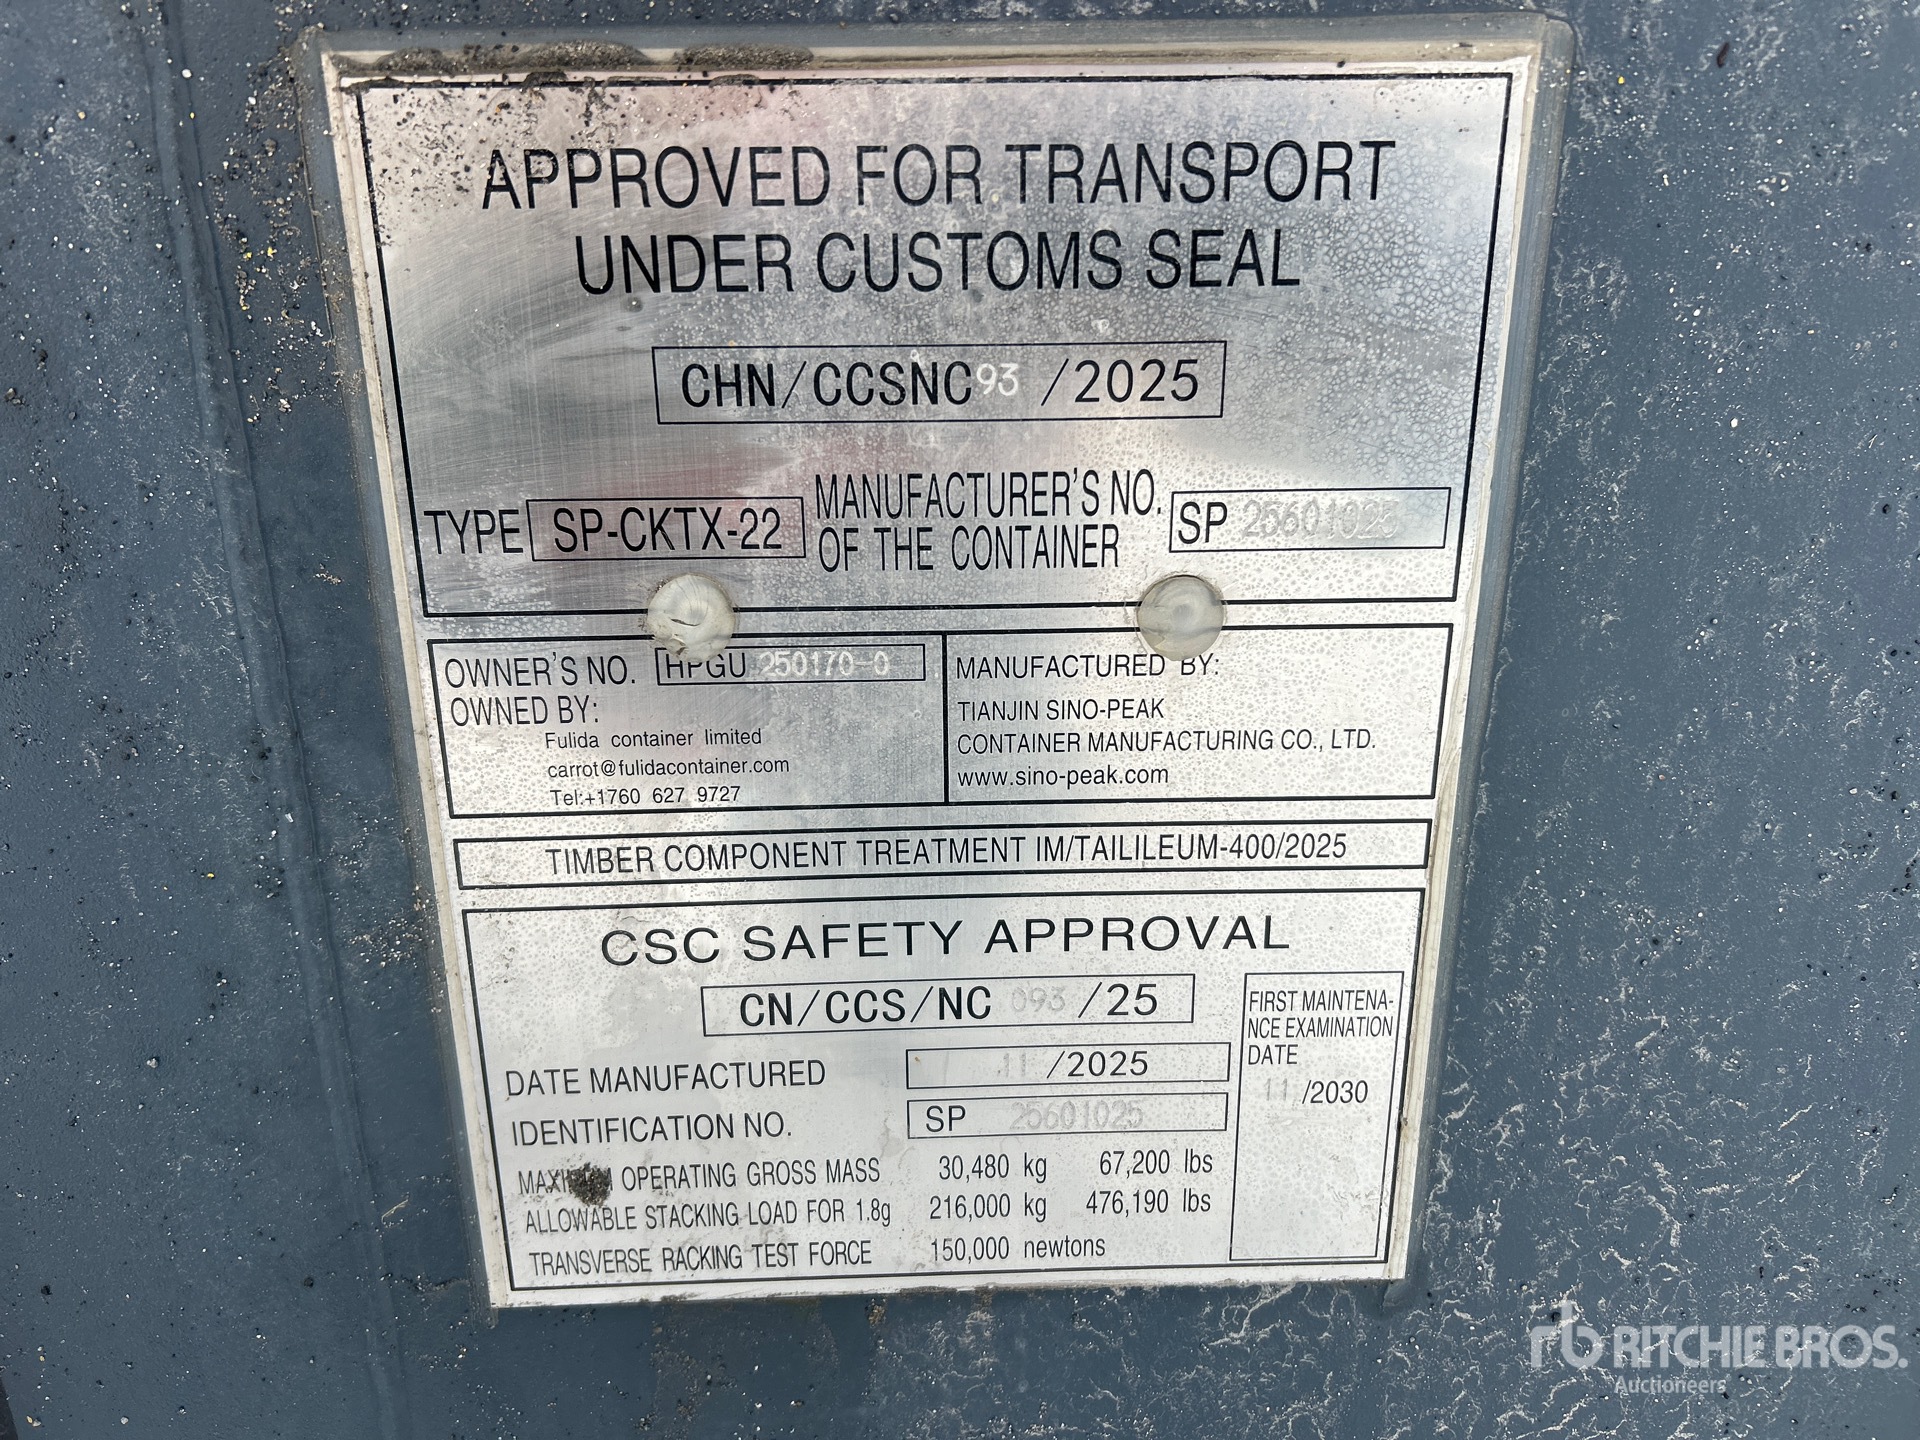 APPROVED FOR TRANSPORT
UNDER CUSTOMS SEAL
CHN/CCSNC93 /2025
TYPE SP-CKTX-22 MANUFACTURER'S NO. OF THE CONTAINER SP 25601025
OWNER'S NO. HPGU 250170-0
OWNED BY:
Fulida container limited
carrot@fulidacontainer.com
Tel:+1760 627 9727
MANUFACTURED BY:
TIANJIN SINO-PEAK
CONTAINER MANUFACTURING CO., LTD.
www.sino-peak.com
TIMBER COMPONENT TREATMENT IM/TAILILEUM-400/2025
CSC SAFETY APPROVAL
CN/CCS/NC 093 /25
DATE MANUFACTURED 11 /2025
IDENTIFICATION NO. SP 25601025
MAXIMUM OPERATING GROSS MASS 30,480 kg 67,200 lbs
ALLOWABLE STACKING LOAD FOR 1.8g 216,000 kg 476,190 lbs
TRANSVERSE RACKING TEST FORCE 150,000 newtons
FIRST MAINTENA-
NCE EXAMINATION
DATE
11 /2030
rb RITCHIE BROS.
Auctioneers